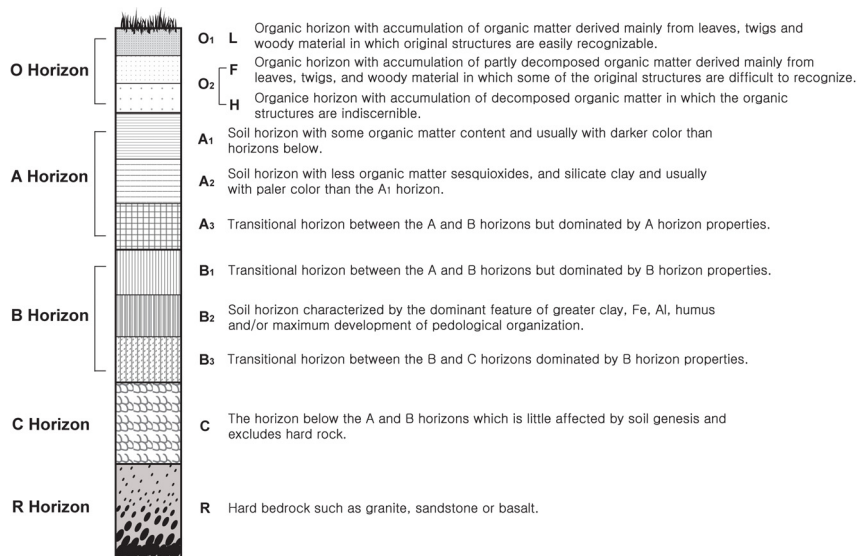 O1 L Organic horizon with accumulation of organic matter derived mainly from leaves, twigs and
woody material in which original structures are easily recognizable.
O Horizon
O2
F Organic horizon with accumulation of partly decomposed organic matter derived mainly from
leaves, twigs, and woody material in which some of the original structures are difficult to recognize.
H Organice horizon with accumulation of decomposed organic matter in which the organic
structures are indiscernible.
A Horizon
A1 Soil horizon with some organic matter content and usually with darker color than
horizons below.
A2 Soil horizon with less organic matter sesquioxides, and silicate clay and usually
with paler color than the A1 horizon.
A3 Transitional horizon between the A and B horizons but dominated by A horizon properties.
B Horizon
B1 Transitional horizon between the A and B horizons but dominated by B horizon properties.
B2 Soil horizon characterized by the dominant feature of greater clay, Fe, Al, humus
and/or maximum development of pedological organization.
B3 Transitional horizon between the B and C horizons dominated by B horizon properties.
C Horizon
C The horizon below the A and B horizons which is little affected by soil genesis and
excludes hard rock.
R Horizon
R Hard bedrock such as granite, sandstone or basalt.